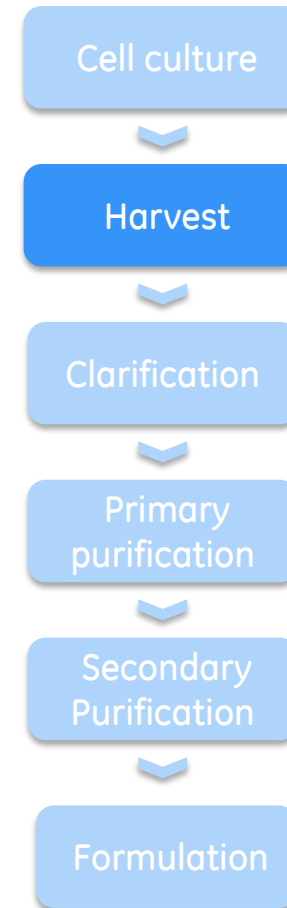 Cell culture
Harvest
Clarification
Primary
purification
Secondary
Purification
Formulation